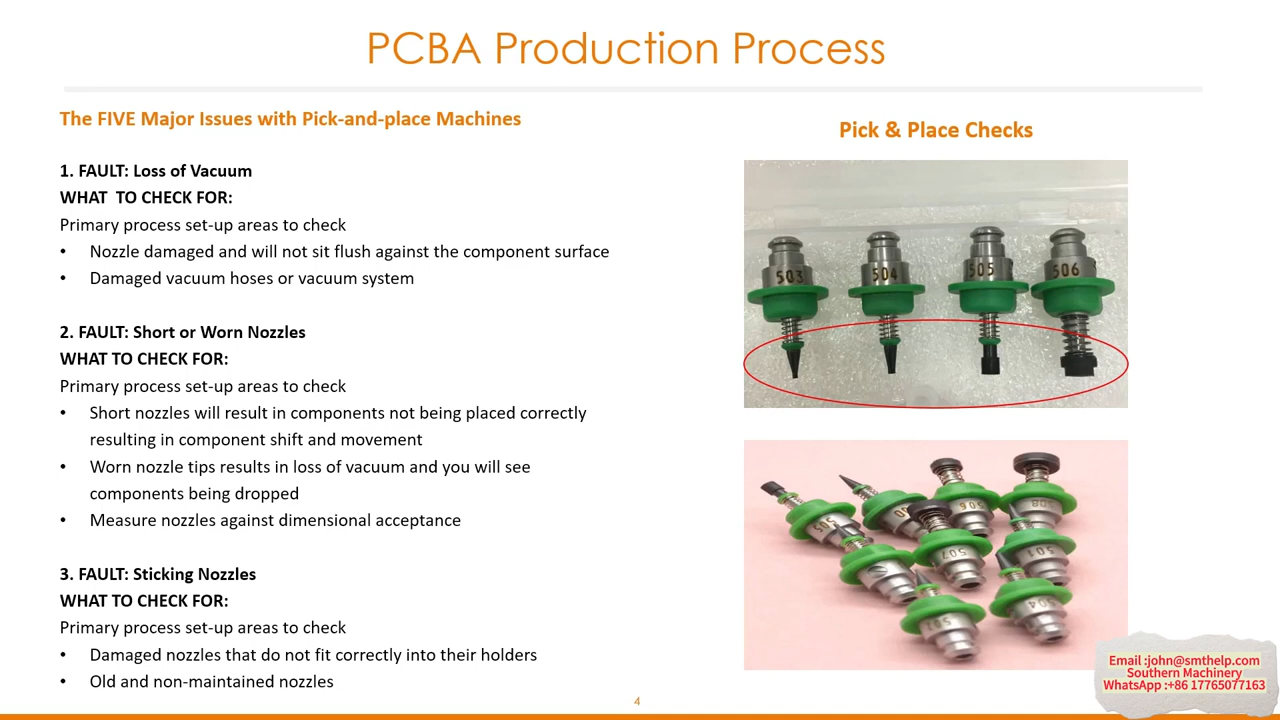 PCBA Production Process
The FIVE Major Issues with Pick-and-place Machines
1. FAULT: Loss of Vacuum
WHAT  TO CHECK FOR:
Primary process set-up areas to check
• Nozzle damaged and will not sit flush against the component surface
• Damaged vacuum hoses or vacuum system
2. FAULT: Short or Worn Nozzles
WHAT TO CHECK FOR:
Primary process set-up areas to check
• Short nozzles will result in components not being placed correctly
resulting in component shift and movement
• Worn nozzle tips results in loss of vacuum and you will see
components being dropped
• Measure nozzles against dimensional acceptance
3. FAULT: Sticking Nozzles
WHAT TO CHECK FOR:
Primary process set-up areas to check
• Damaged nozzles that do not fit correctly into their holders
• Old and non-maintained nozzles
Pick & Place Checks
503 504 505 506
505
506
508
507
501
504
4
Email :john@smthelp.com
Southern Machinery
WhatsApp :+86 17765077163